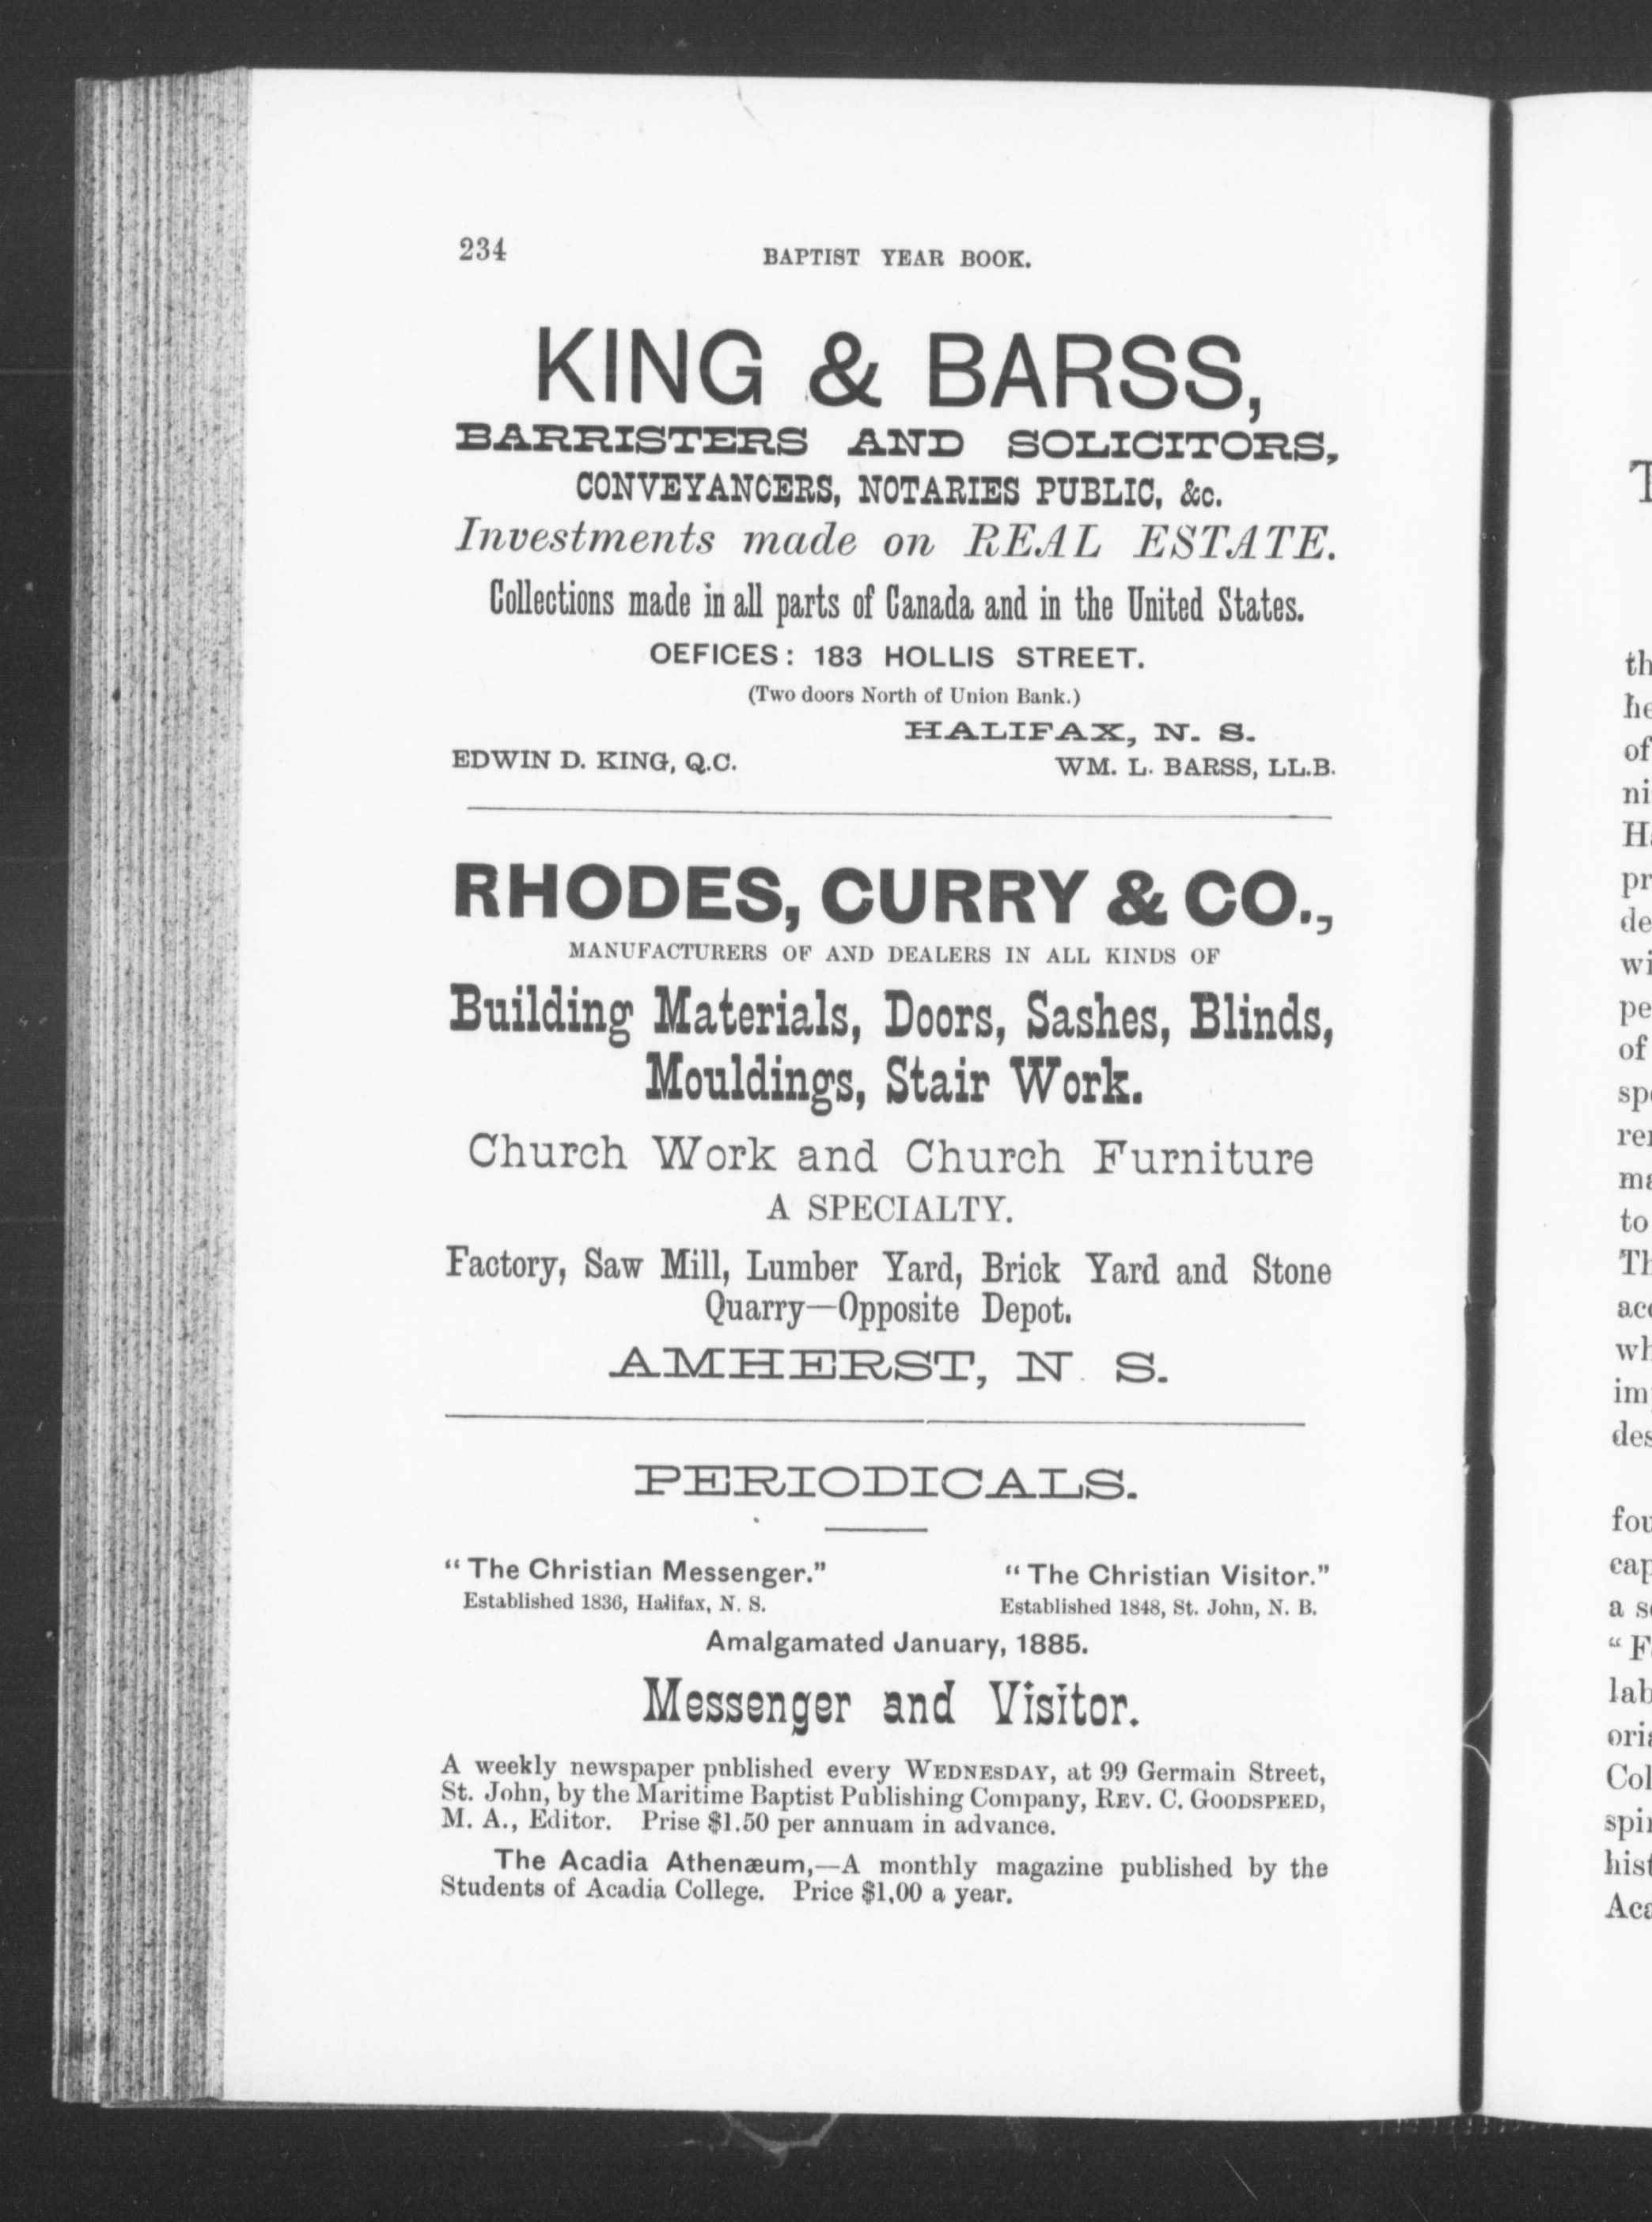 234
BAPTIST YEAR BOOK.
KING & BARSS,
BARRISTERS AND SOLICITORS,
CONVEYANCERS, NOTARIES PUBLIC, &c.
Investments made on REAL ESTATE.
Collections made in all parts of Canada and in the United States.
OEFICES: 183 HOLLIS STREET.
(Two doors North of Union Bank.)
HALIFAX, N. S.
EDWIN D. KING, Q.C.
WM. L. BARSS, LL.B.
RHODES, CURRY & CO.,
MANUFACTURERS OF AND DEALERS IN ALL KINDS OF
Building Materials, Doors, Sashes, Blinds,
Mouldings, Stair Work.
Church Work and Church Furniture
A SPECIALTY.
Factory, Saw Mill, Lumber Yard, Brick Yard and Stone
Quarry—Opposite Depot.
AMHERST, N. S.
PERIODICALS.
“The Christian Messenger.”
Established 1836, Halifax, N. S.
“The Christian Visitor.”
Established 1848, St. John, N. B.
Amalgamated January, 1885.
Messenger and Visitor.
A weekly newspaper pnblished every WEDNESDAY, at 99 Germain Street,
St. John, by the Maritime Baptist Publishing Company, REV. C. GOODSPEED,
M. A., Editor. Prise $1.50 per annuam in advance.
The Acadia Athenæum,—A monthly magazine published by the
Students of Acadia College. Price $1,00 a year.